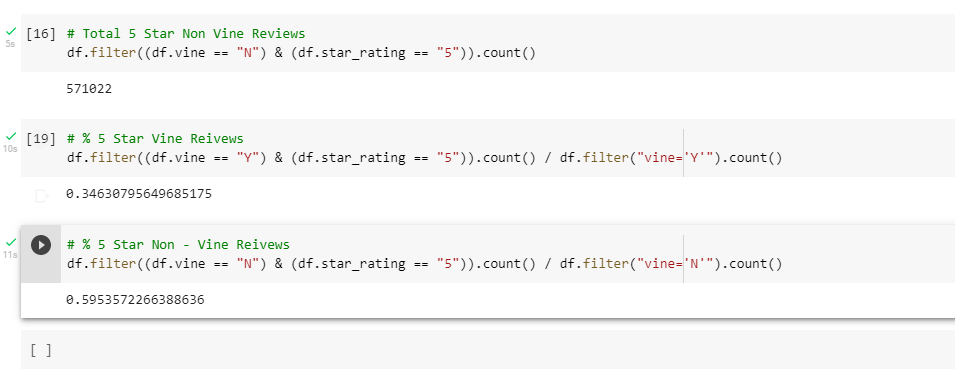 [16] # Total 5 Star Non Vine Reviews
5s
df.filter((df.vine == "N") & (df.star_rating == "5")).count()
571022
[19] # % 5 Star Vine Reivews
10s
df.filter((df.vine == "Y") & (df.star_rating == "5")).count() / df.filter("vine='Y'").count()
0.34630795649685175
# % 5 Star Non - Vine Reivews
11s
df.filter((df.vine == "N") & (df.star_rating == "5")).count() / df.filter("vine='N'").count()
0.5953572266388636
[ ]